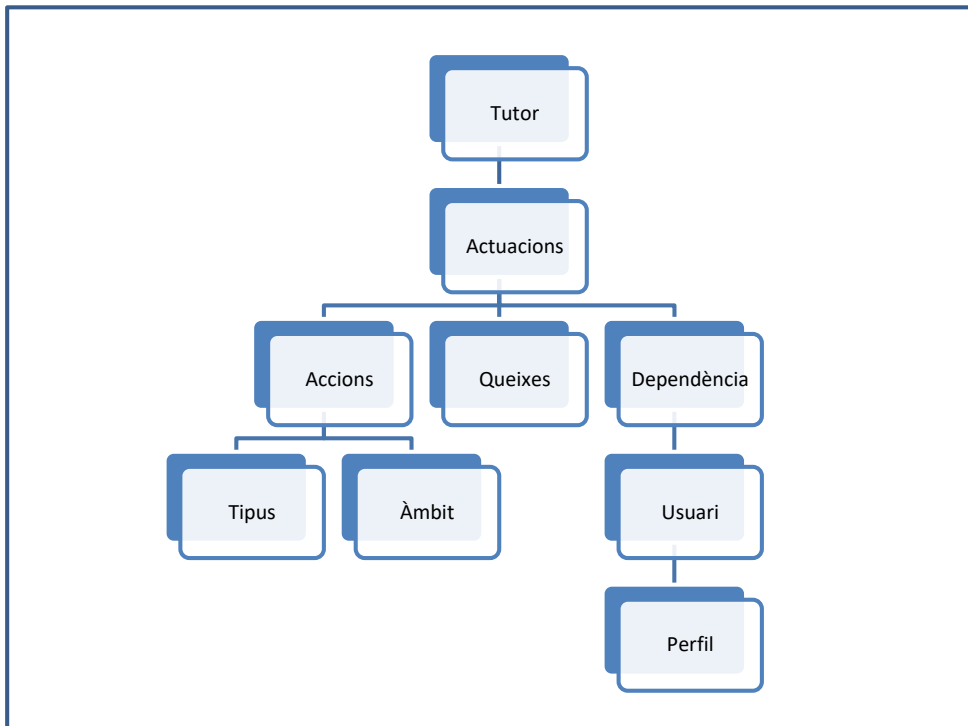 Tutor
Actuacions
Accions
Queixes
Dependència
Tipus
Àmbit
Usuari
Perfil